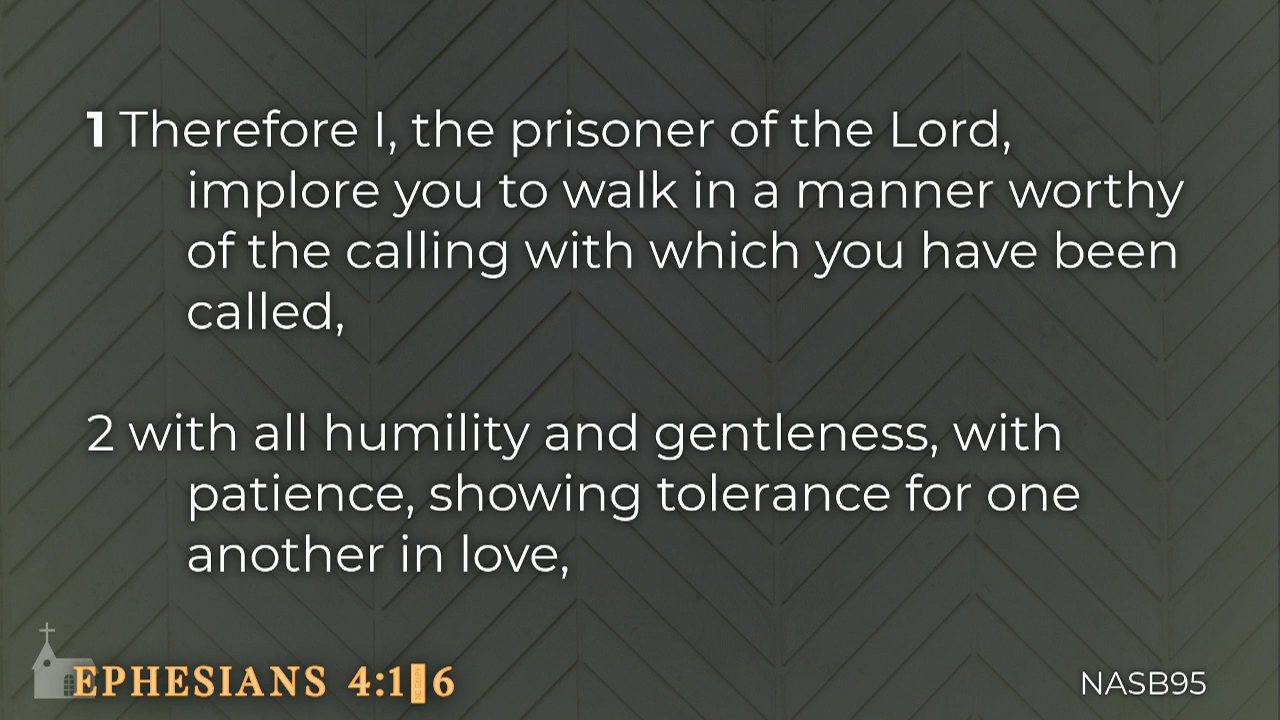 1 Therefore I, the prisoner of the Lord,
implore you to walk in a manner worthy
of the calling with which you have been
called,
2 with all humility and gentleness, with
patience, showing tolerance for one
another in love,
EPHESIANS 4:1▯6
NASB95